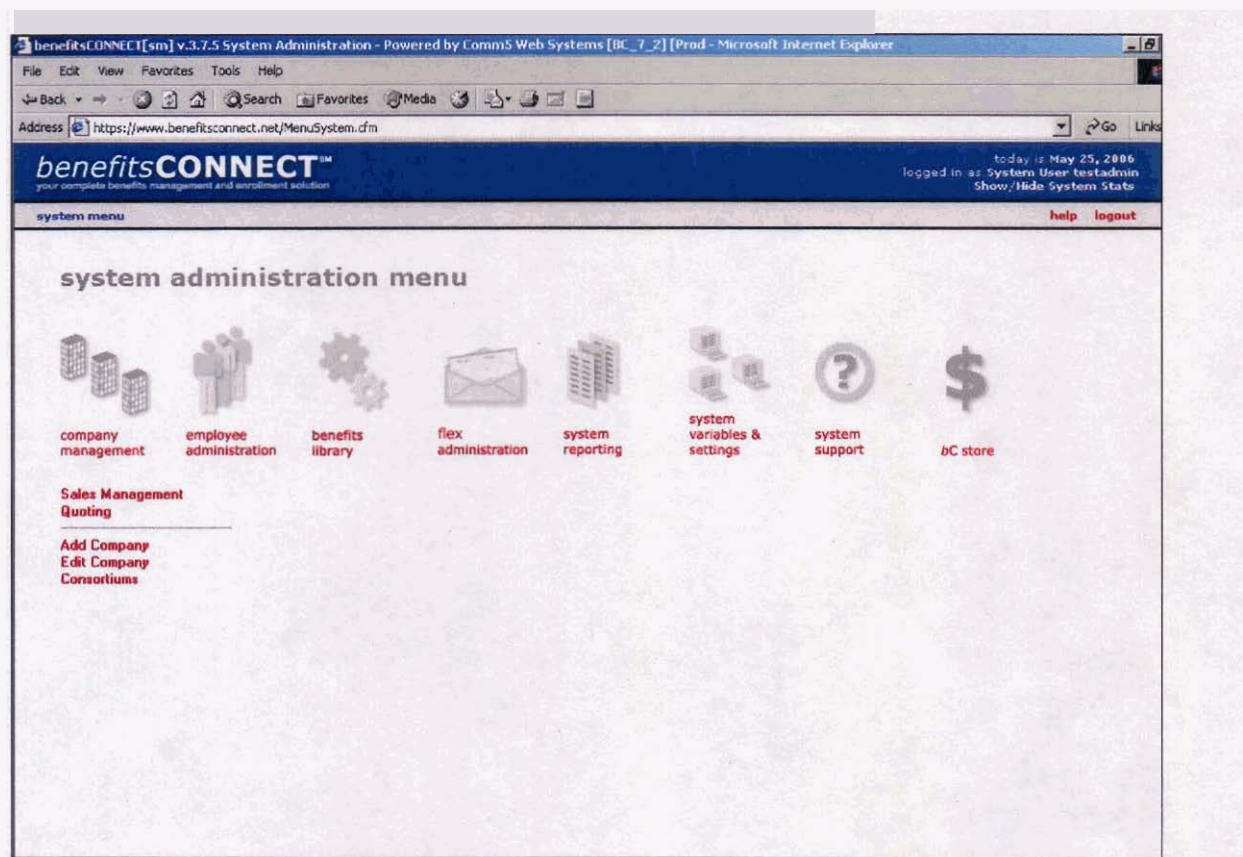 benefitsCONNECT[sm] v.3.7.5 System Administration - Powered by Comm5 Web Systems [BC_7_2] [Prod - Microsoft Internet Explorer
File Edit View Favorites Tools Help
Back Search Favorites Media
Address https://www.benefitsconnect.net/MenuSystem.cfm Go Links
benefitsCONNECT SM
your complete benefits management and enrollment solution
today is May 25, 2006
logged in as System User testadmin
Show/Hide System Stats
system menu help logout
system administration menu
company management
employee administration
benefits library
flex administration
system reporting
system variables & settings
system support
bC store
Sales Management
Quoting
Add Company
Edit Company
Consortiums